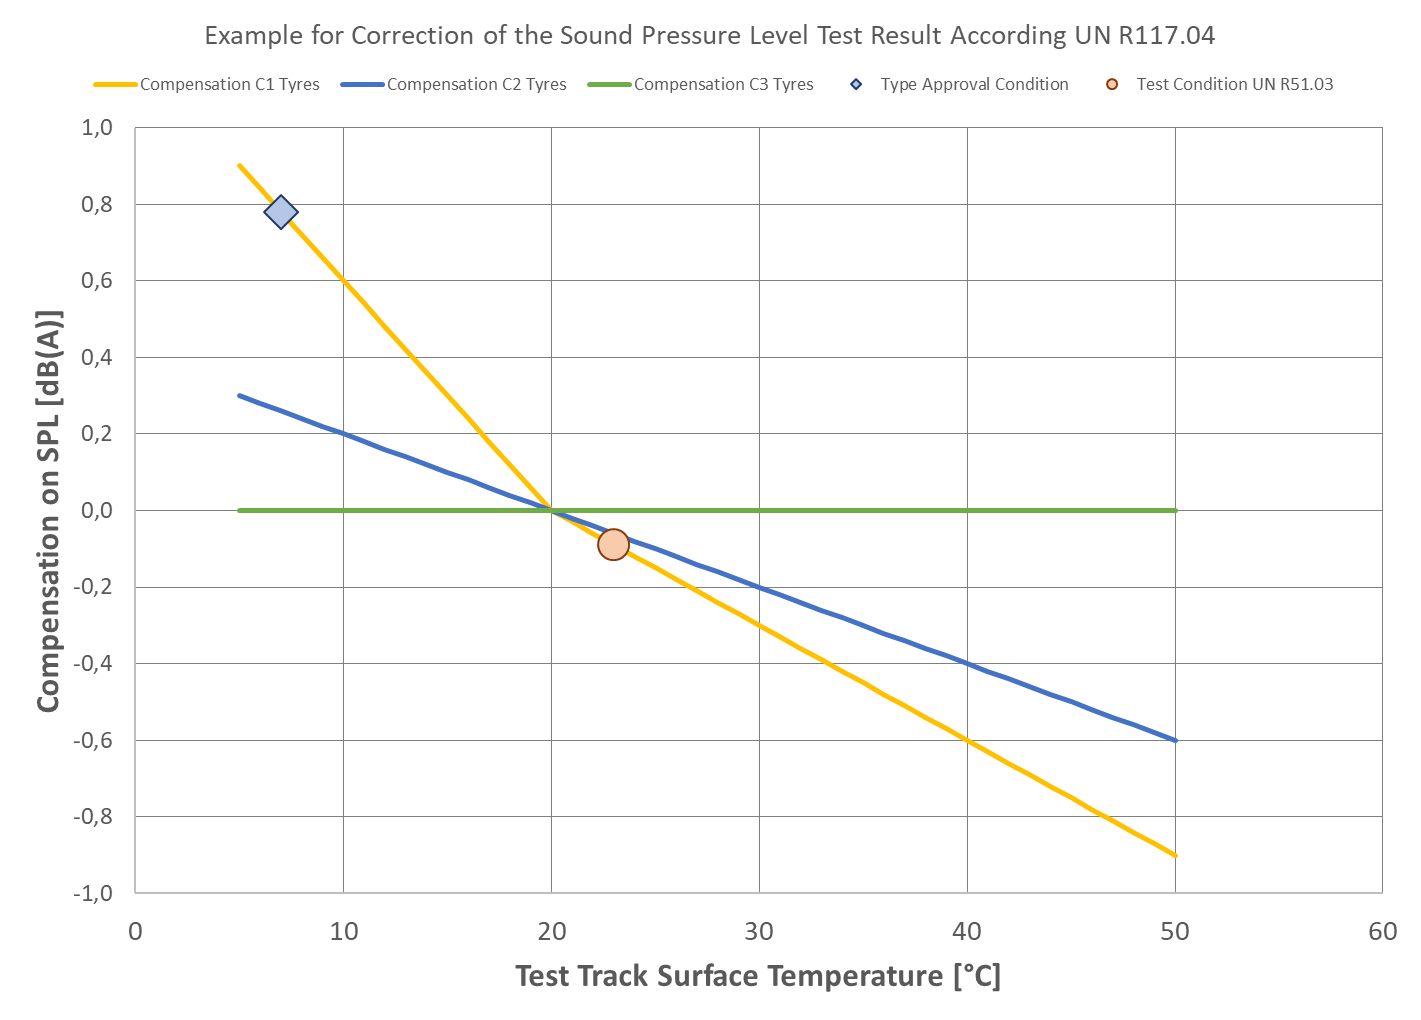 Example for Correction of the Sound Pressure Level Test Result According UN R117.04
Compensation C1 Tyres Compensation C2 Tyres Compensation C3 Tyres Type Approval Condition Test Condition UN R51.03
1,0
0,8
0,6
0,4
0,2
0,0
-0,2
-0,4
-0,6
-0,8
-1,0
Compensation on SPL [dB(A)]
0 10 20 30 40 50 60
Test Track Surface Temperature [°C]